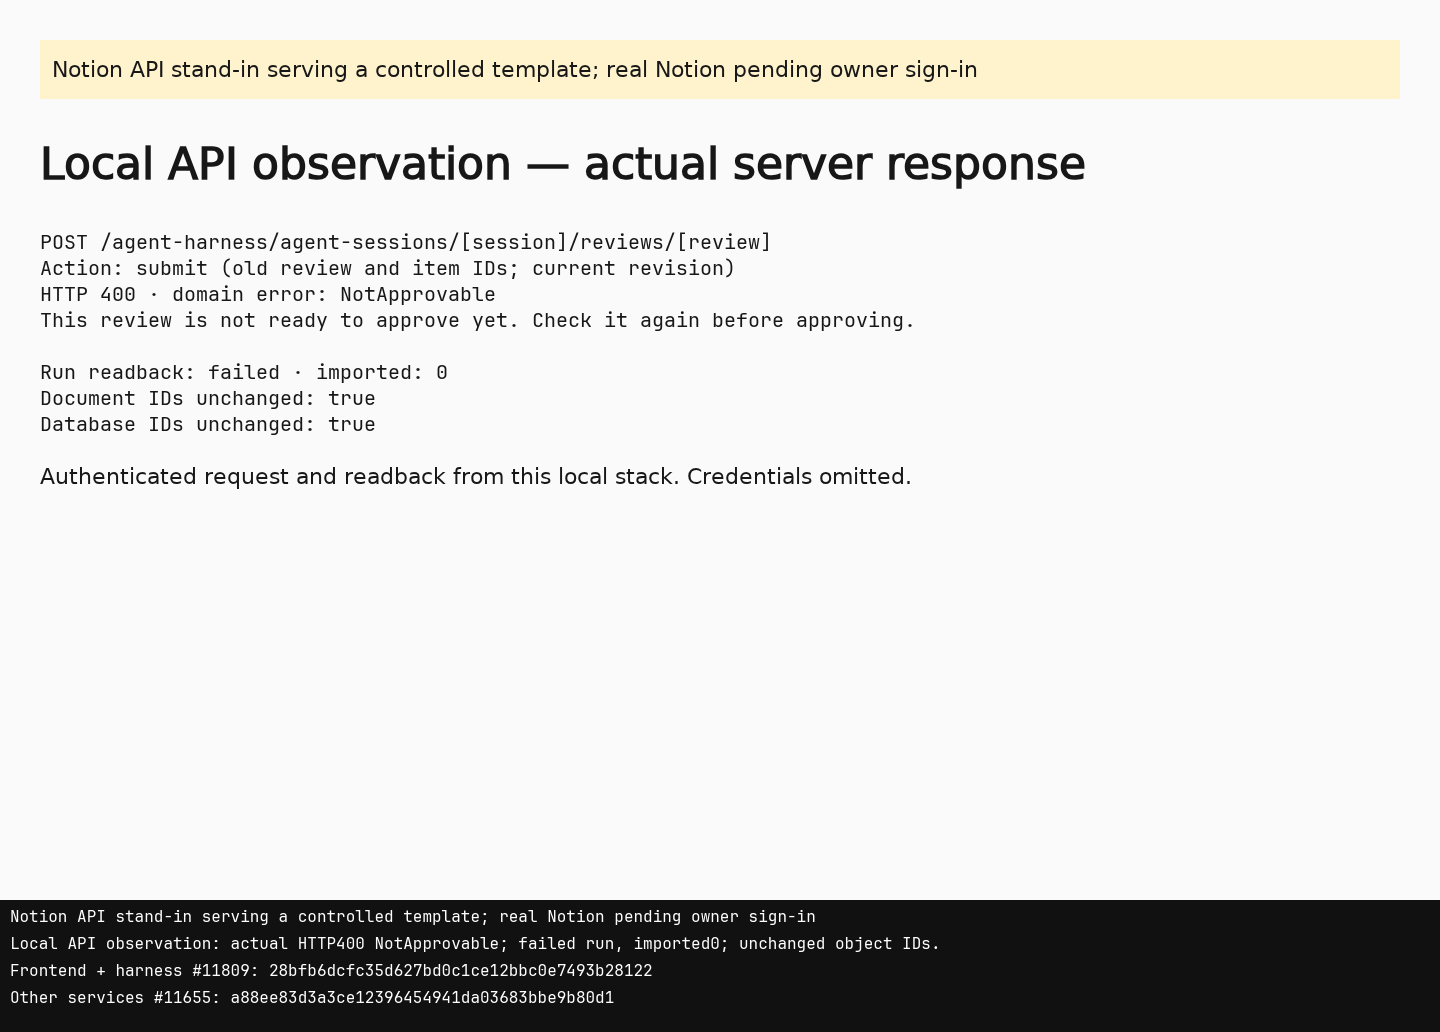 Notion API stand-in serving a controlled template; real Notion pending owner sign-in
Local API observation — actual server response
POST /agent-harness/agent-sessions/[session]/reviews/[review]
Action: submit (old review and item IDs; current revision)
HTTP 400 · domain error: NotApprovable
This review is not ready to approve yet. Check it again before approving.
Run readback: failed · imported: 0
Document IDs unchanged: true
Database IDs unchanged: true
Authenticated request and readback from this local stack. Credentials omitted.
Notion API stand-in serving a controlled template; real Notion pending owner sign-in
Local API observation: actual HTTP400 NotApprovable; failed run, imported0; unchanged object IDs.
Frontend + harness #11809: 28bfb6dcfc35d627bd0c1ce12bbc0e7493b28122
Other services #11655: a88ee83d3a3ce12396454941da03683bbe9b80d1